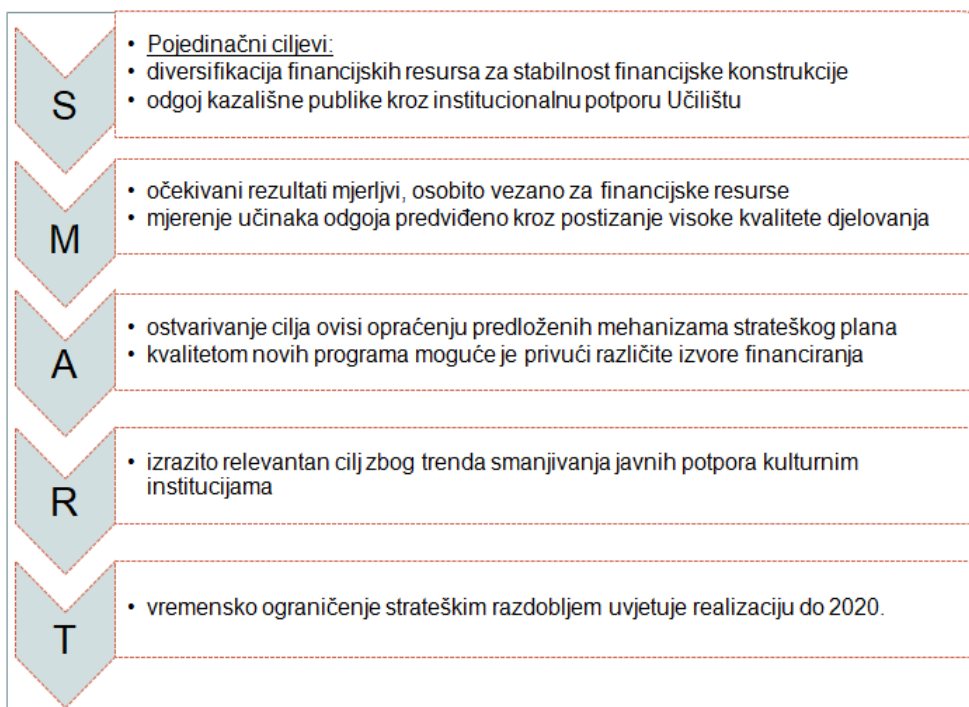 S
• Pojedinačni ciljevi:
• diversifikacija financijskih resursa za stabilnost financijske konstrukcije
• odgoj kazališne publike kroz institucionalnu potporu Učilištu
M
• očekivani rezultati mjerljvi, osobito vezano za financijske resurse
• mjerenje učinaka odgoja predviđeno kroz postizanje visoke kvalitete djelovanja
A
• ostvarivanje cilja ovisi opraćenju predloženih mehanizama strateškog plana
• kvalitetom novih programa moguće je privući različite izvore financiranja
R
• izrazito relevantan cilj zbog trenda smanjivanja javnih potpora kulturnim
institucijama
T
• vremensko ograničenje strateškim razdobljem uvjetuje realizaciju do 2020.